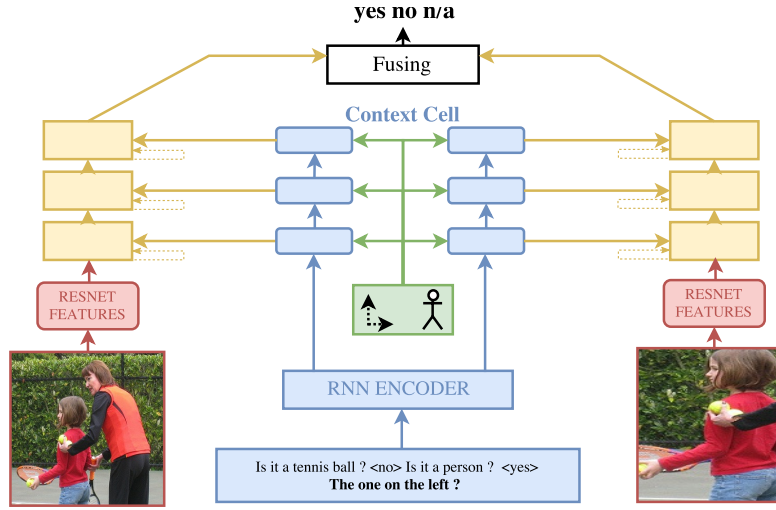 yes no n/a
Fusing
Context Cell
RESNET
FEATURES
RESNET
FEATURES
RNN ENCODER
Is it a tennis ball ? <no> Is it a person ? <yes>
The one on the left ?